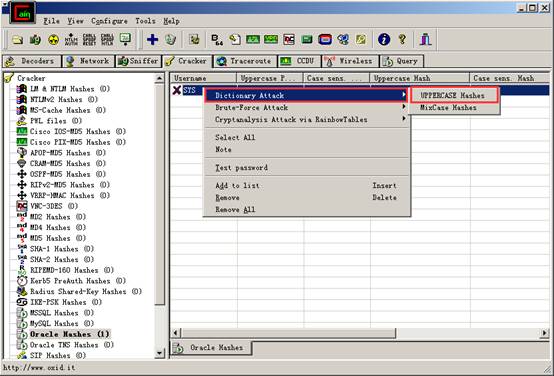 ain
File View Configure Tools Help
NTLM AUTH
CHALL SPOOF RESET
CHALL SPOOF NTLM
B 64
Decoders Network Sniffer Cracker Traceroute CCDU Wireless Query
Cracker
LM & NTLM Hashes (0)
NTLMv2 Hashes (0)
MS-Cache Hashes (0)
PWL files (0)
Cisco IOS-MD5 Hashes (0)
Cisco PIX-MD5 Hashes (0)
APOP-MD5 Hashes (0)
CRAM-MD5 Hashes (0)
OSPF-MD5 Hashes (0)
RIPv2-MD5 Hashes (0)
VRRP-HMAC Hashes (0)
VNC-3DES (0)
MD2 Hashes (0)
MD4 Hashes (0)
MD5 Hashes (0)
SHA-1 Hashes (0)
SHA-2 Hashes (0)
RIPEMD-160 Hashes (0)
Kerb5 PreAuth Hashes (0)
Radius Shared-Key Hashes (0)
IKE-PSK Hashes (0)
MSSQL Hashes (0)
MySQL Hashes (0)
Oracle Hashes (1)
Oracle TNS Hashes (0)
SIP Hashes (0)
Username Uppercase P... Case sens. ... Uppercase Hash Case sens. Hash
SYS
Dictionary Attack
Brute-Force Attack
Cryptanalysis Attack via RainbowTables
Select All
Note
Test password
Add to list Insert
Remove Delete
Remove All
UPPERCASE Hashes
MixCase Hashes
Oracle Hashes
http://www.oxid.it